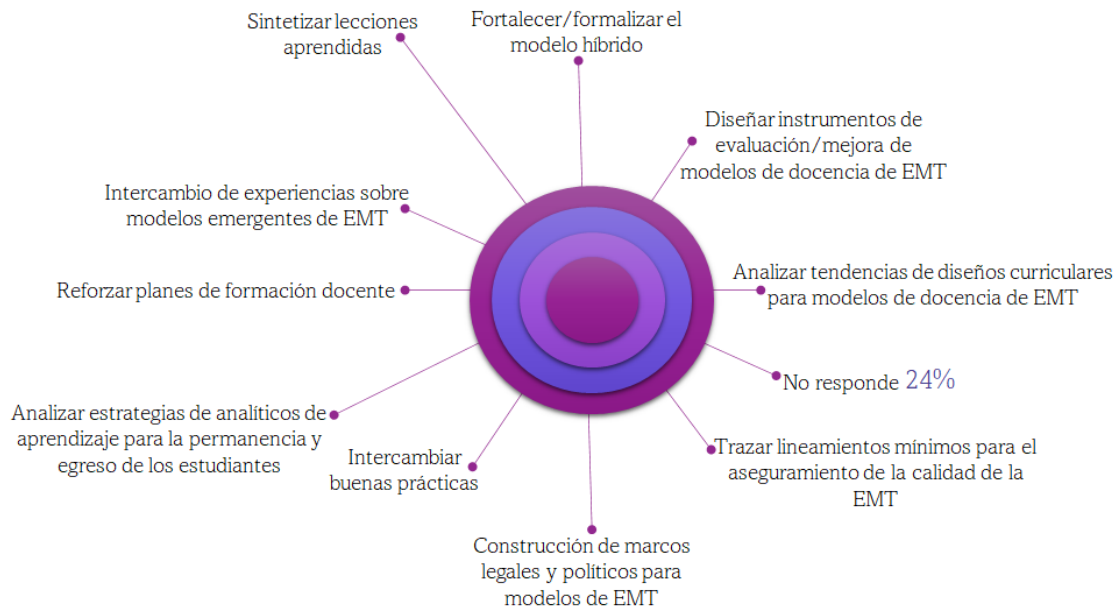 Sintetizar lecciones
aprendidas
Fortalecer/formalizar el
modelo híbrido
Diseñar instrumentos de
evaluación/mejora de
modelos de docencia de EMT
Intercambio de experiencias sobre
modelos emergentes de EMT
Reforzar planes de formación docente
Analizar tendencias de diseños curriculares
para modelos de docencia de EMT
No responde 24%
Analizar estrategias de analíticos de
aprendizaje para la permanencia y
egreso de los estudiantes
Intercambiar
buenas prácticas
Trazar lineamientos mínimos para el
aseguramiento de la calidad de la
EMT
Construcción de marcos
legales y políticos para
modelos de EMT